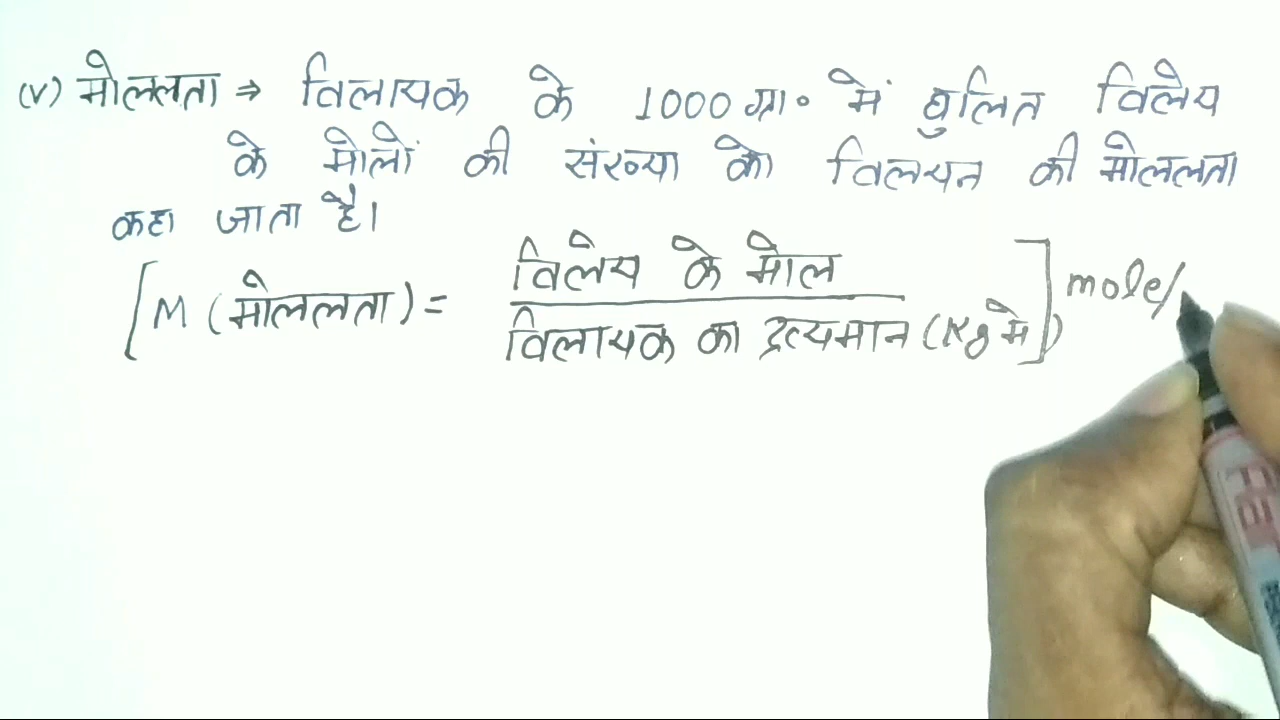 (v) मोललता ⇒ विलायक के 1000 ग्रा० में घुलित विलेय
के मोलों की संख्या को विलयन की मोललता
कहा जाता है।
[M (मोललता) = विलेय के मोल
विलायक का द्रव्यमान (Kg में)] mole/